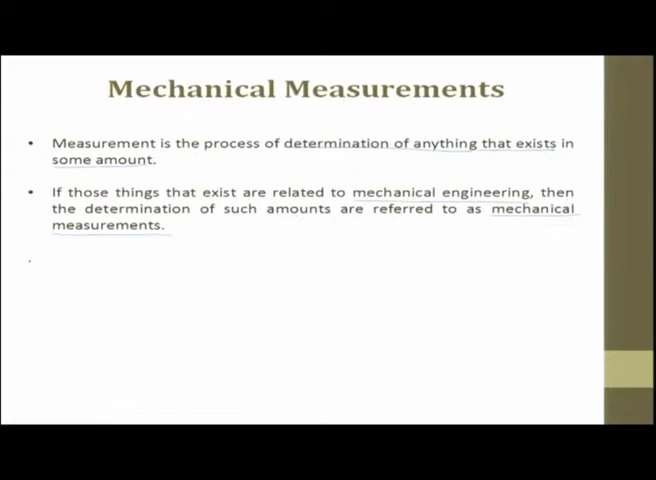 Mechanical Measurements
• Measurement is the process of determination of anything that exists in
some amount.
• If those things that exist are related to mechanical engineering, then
the determination of such amounts are referred to as mechanical
measurements.